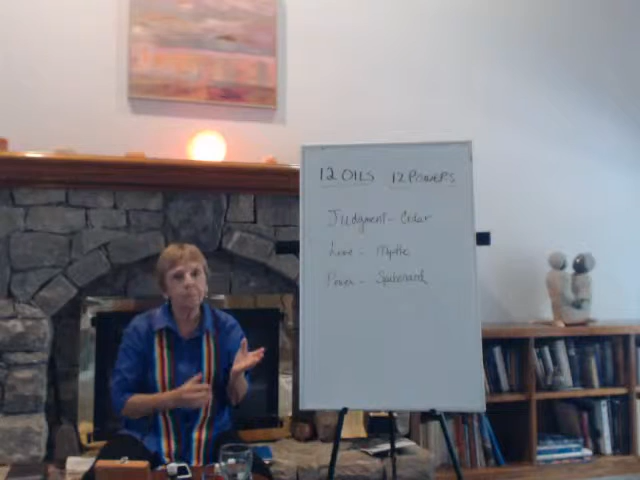 12 OILS 12 POWERS
Judgment - Cedar
Love - Myrtle
Power - Spikenard